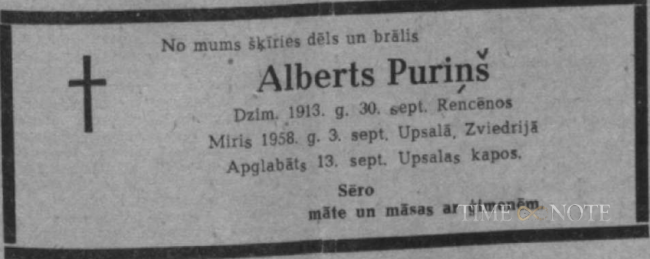 No mums šķīries dēls un brālis
Alberts Puriņš
Dzim. 1913. g. 30. sept. Rencēnos
Miris 1958. g. 3. sept. Upsalā, Zviedrijā
Apglabāts 13. sept. Upsalas kapos.
Sēro
māte un māsas ar ģimenēm.
TIME NOTE